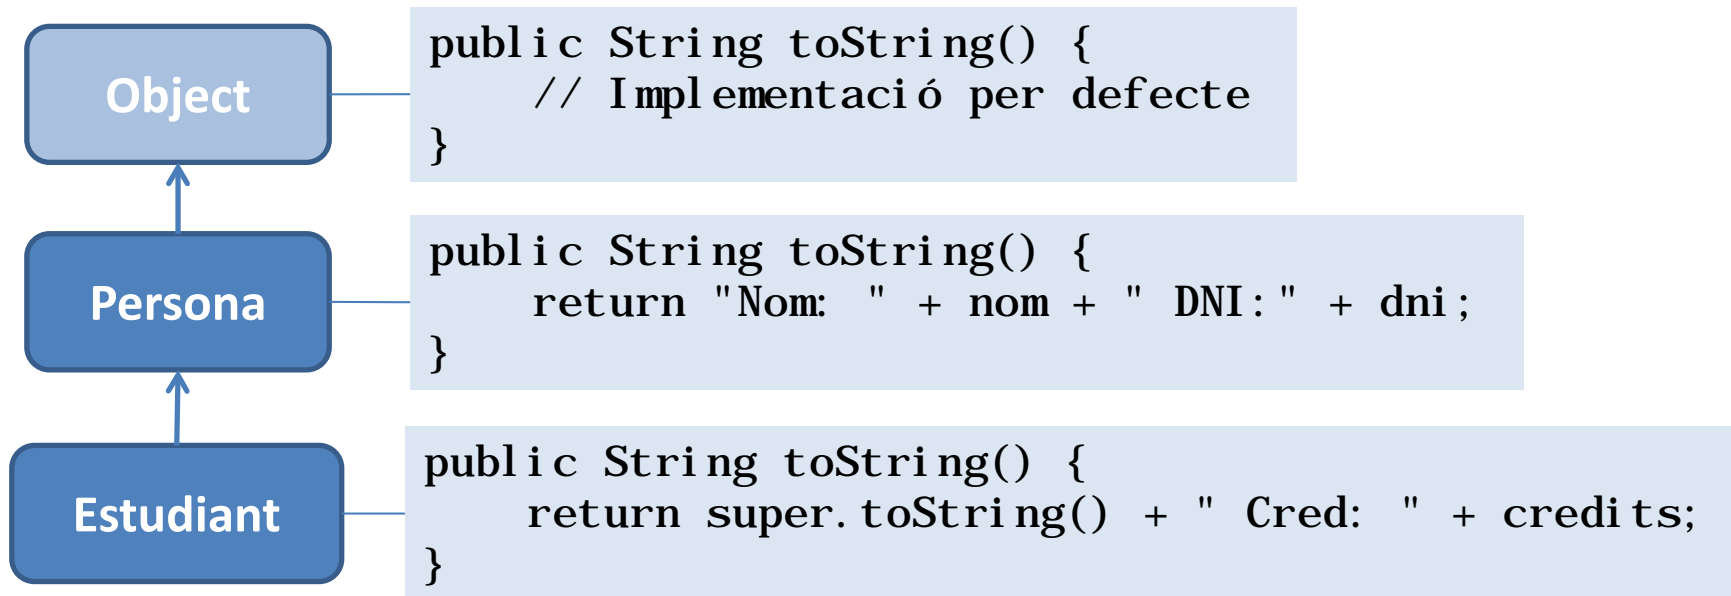 Object
public String toString() {
    // Implementació per defecte
}
Persona
public String toString() {
    return "Nom: " + nom + " DNI:" + dni;
}
Estudiant
public String toString() {
    return super.toString() + " Cred: " + credits;
}